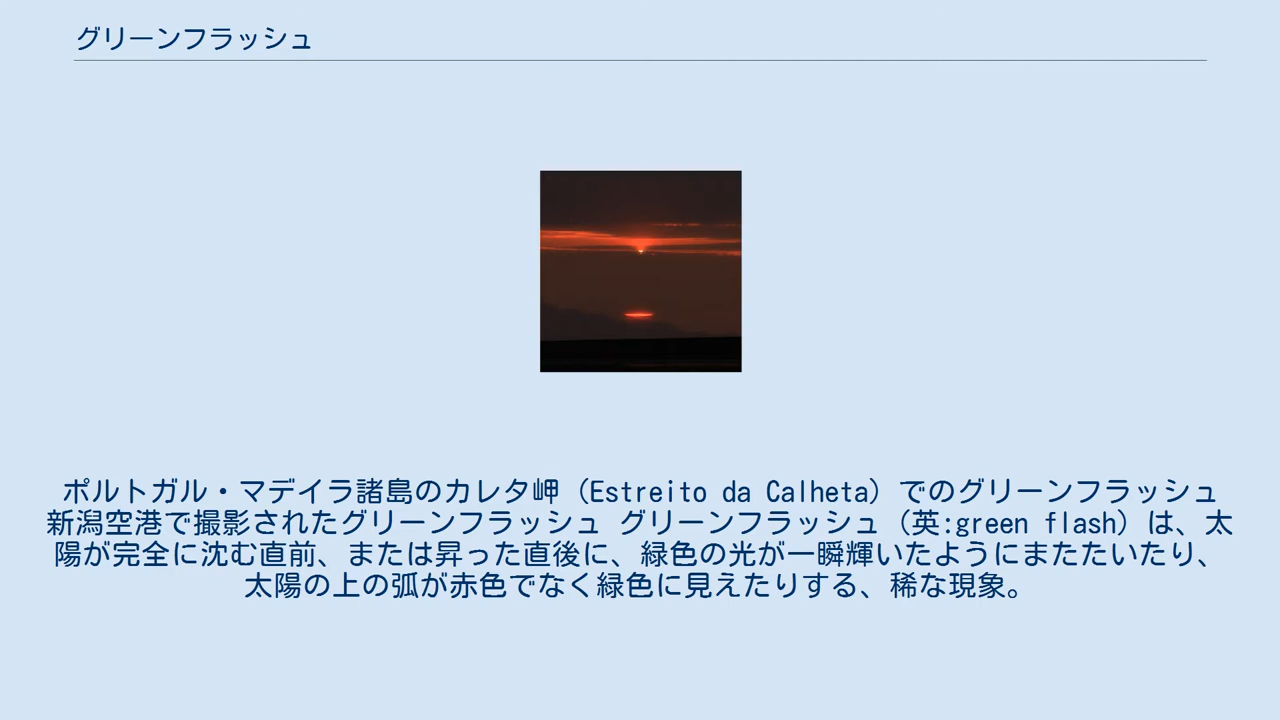 グリーンフラッシュ
ポルトガル・マデイラ諸島のカレタ岬（Estreito da Calheta）でのグリーンフラッシュ
新潟空港で撮影されたグリーンフラッシュ グリーンフラッシュ（英:green flash）は、太
陽が完全に沈む直前、または昇った直後に、緑色の光が一瞬輝いたようにまたたいたり、
太陽の上の弧が赤色でなく緑色に見えたりする、稀な現象。